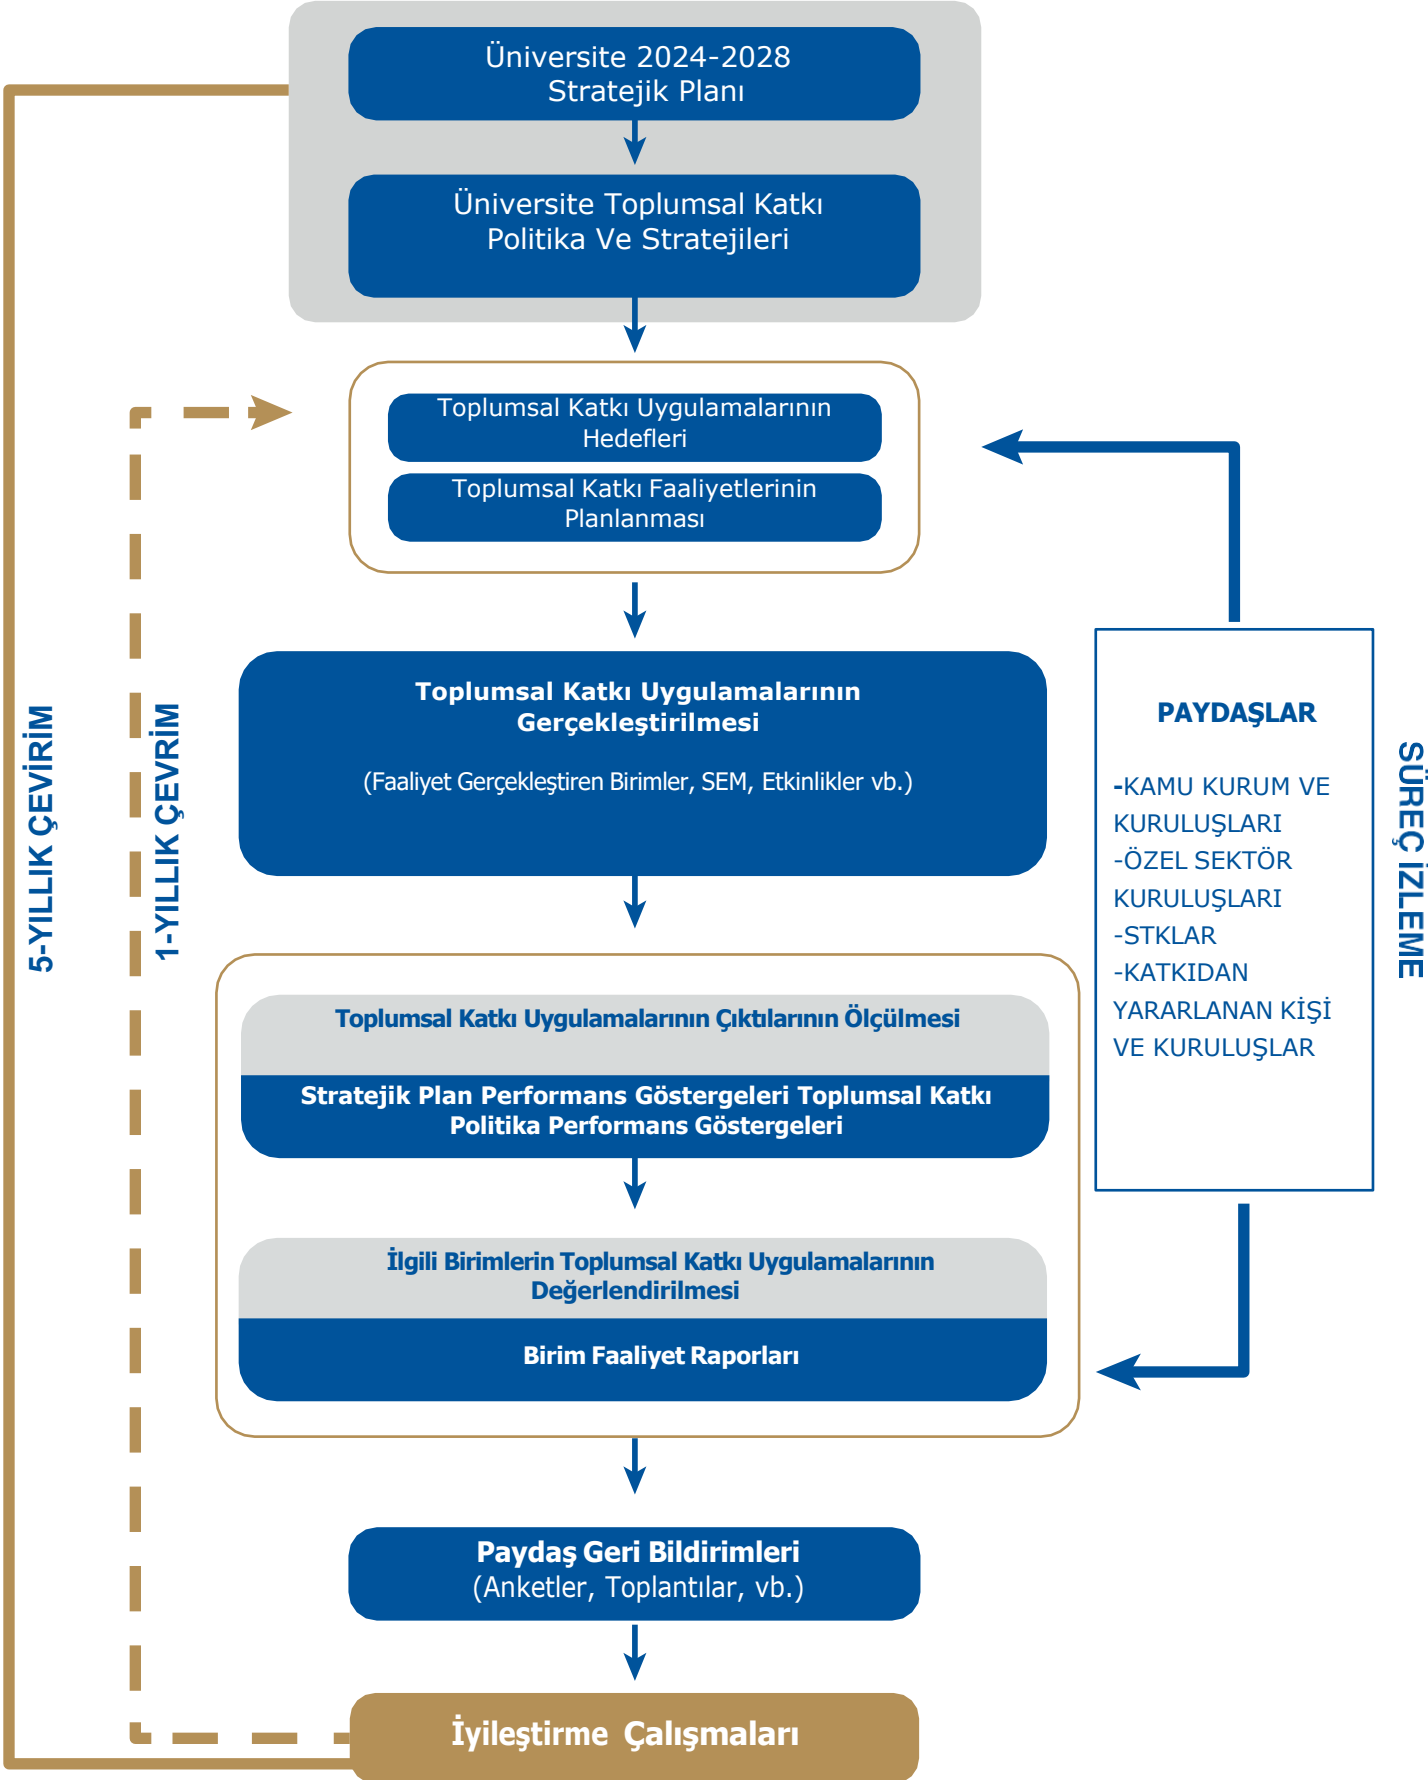 Üniversite 2024-2028
Stratejik Planı
Üniversite Toplumsal Katkı
Politika Ve Stratejileri
Toplumsal Katkı Uygulamalarının
Hedefleri
Toplumsal Katkı Faaliyetlerinin
Planlanması
Toplumsal Katkı Uygulamalarının
Gerçekleştirilmesi
(Faaliyet Gerçekleştiren Birimler, SEM, Etkinlikler vb.)
Toplumsal Katkı Uygulamalarının Çıktılarının Ölçülmesi
Stratejik Plan Performans Göstergeleri Toplumsal Katkı
Politika Performans Göstergeleri
İlgili Birimlerin Toplumsal Katkı Uygulamalarının
Değerlendirilmesi
Birim Faaliyet Raporları
Paydaş Geri Bildirimleri
(Anketler, Toplantılar, vb.)
İyileştirme Çalışmaları
5-YILLIK ÇEVİRİM
1-YILLIK ÇEVRİM
PAYDAŞLAR
-KAMU KURUM VE
KURULUŞLARI
-ÖZEL SEKTÖR
KURULUŞLARI
-STKLAR
-KATKIDAN
YARARLANAN KİŞİ
VE KURULUŞLAR
SÜREÇ İZLEME